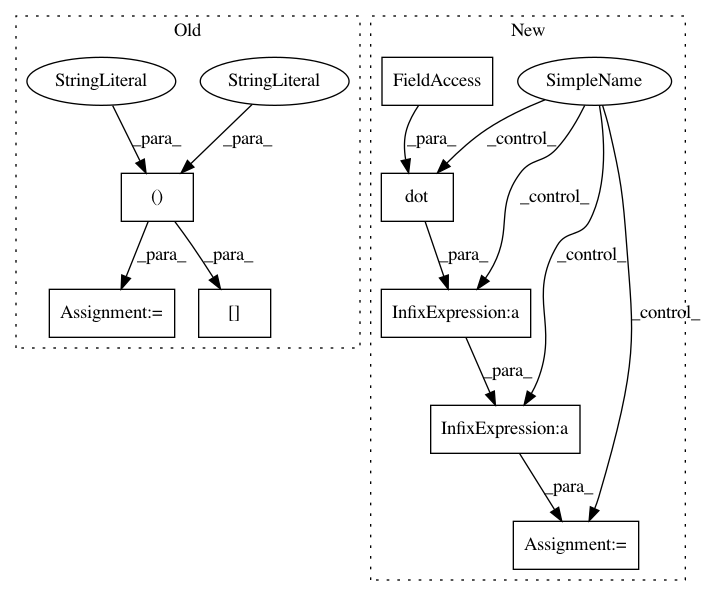 Old
New
StringLiteral
StringLiteral
FieldAccess
SimpleName
_para_
_para_
_para_
_control_
()
dot
_control_
_para_
_para_
_para_
_control_
Assignment:=
[]
InfixExpression:a
_control_
_para_
InfixExpression:a
_para_
Assignment:=